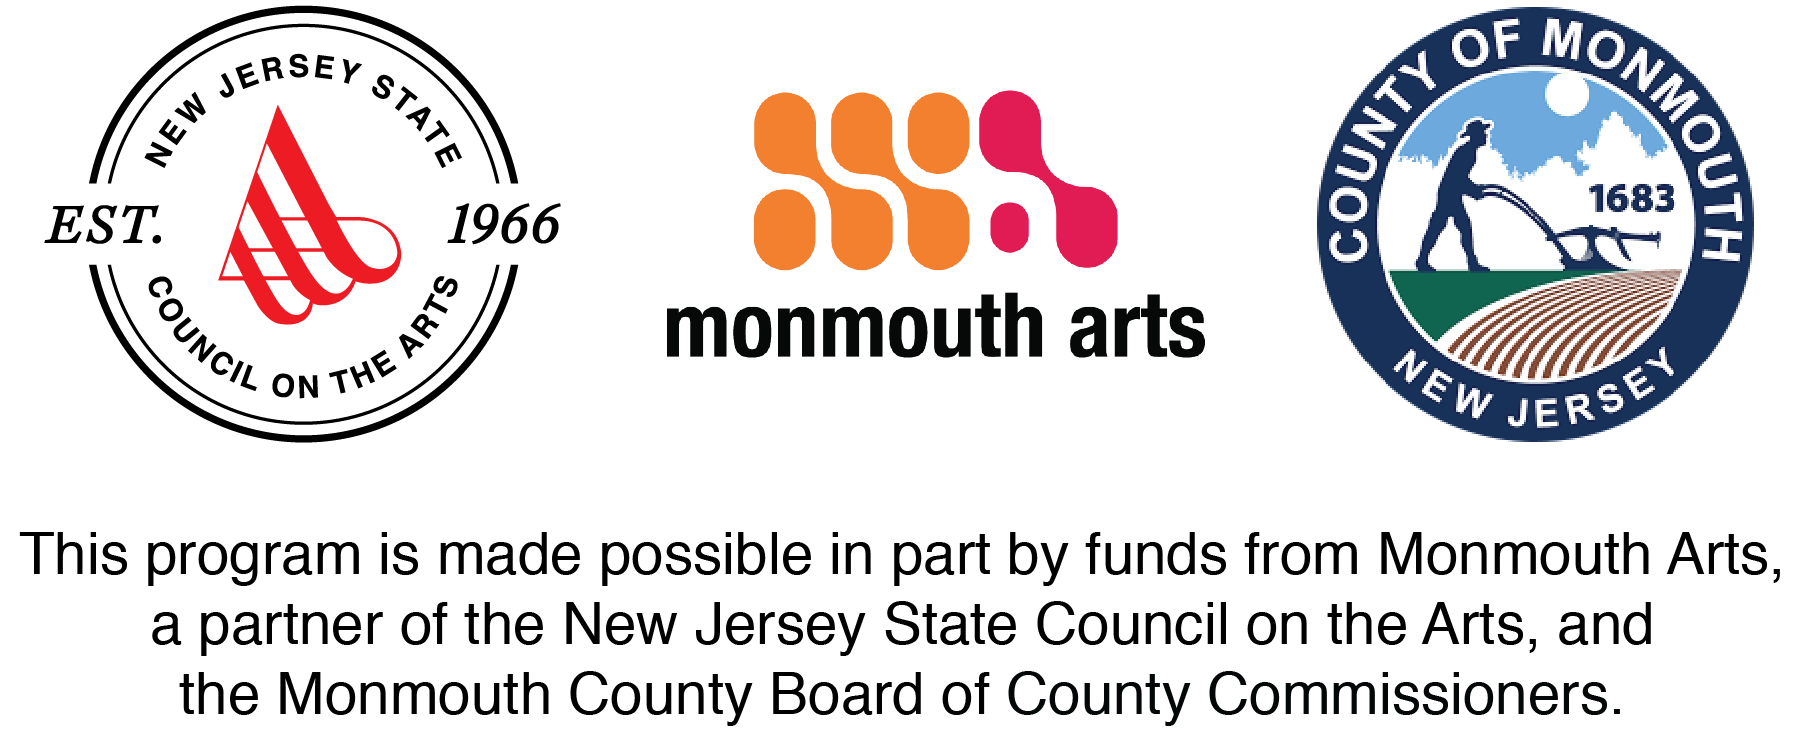 NEW JERSEY STATE
EST. 1966
COUNCIL ON THE ARTS
monmouth arts
COUNTY OF MONMOUTH
1683
NEW JERSEY
This program is made possible in part by funds from Monmouth Arts,
a partner of the New Jersey State Council on the Arts, and
the Monmouth County Board of County Commissioners.